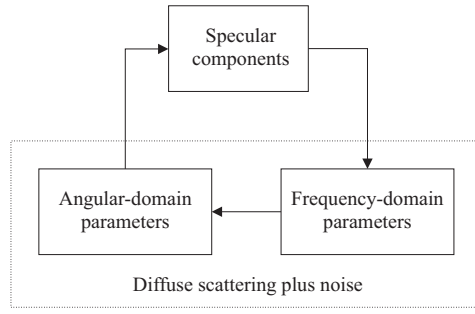 Specular
components
Angular-domain
parameters
Frequency-domain
parameters
Diffuse scattering plus noise